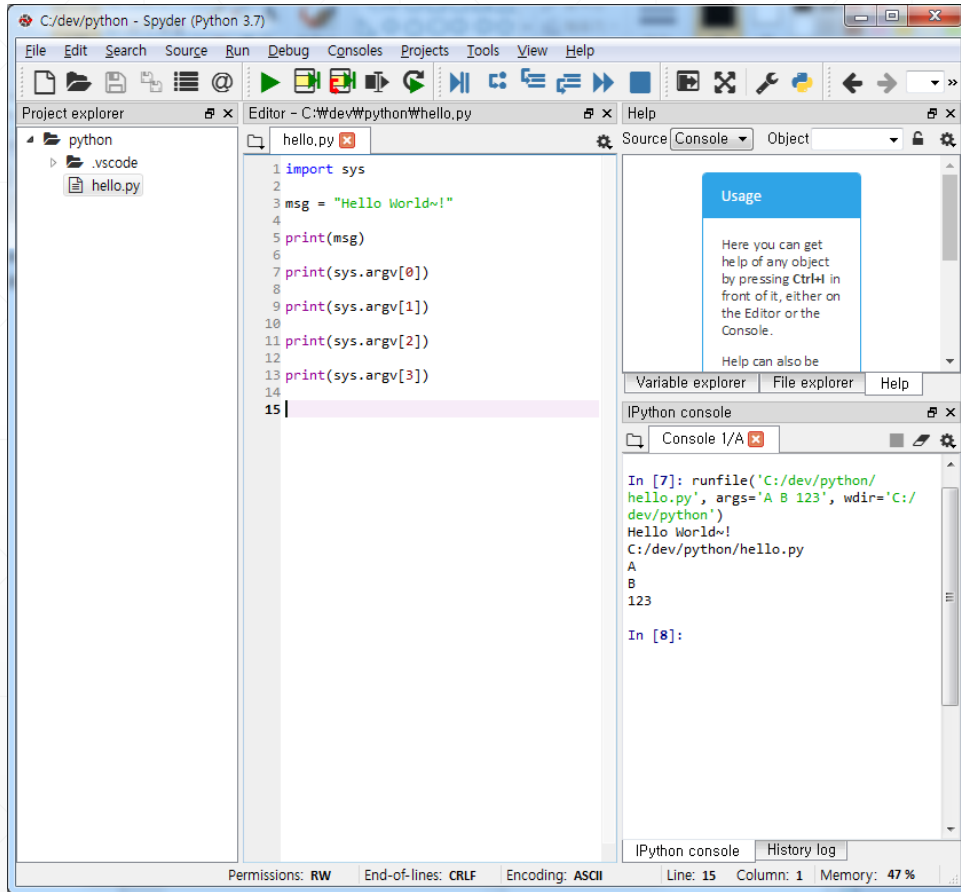 C:/dev/python - Spyder (Python 3.7)
File Edit Search Source Run Debug Consoles Projects Tools View Help
Project explorer
python
.vscode
hello.py
Editor - C:₩dev₩python₩hello.py
hello.py
1 import sys
2
3 msg = "Hello World~!"
4
5 print(msg)
6
7 print(sys.argv[0])
8
9 print(sys.argv[1])
10
11 print(sys.argv[2])
12
13 print(sys.argv[3])
14
15
Help
Source Console Object
Usage
Here you can get
help of any object
by pressing Ctrl+I in
front of it, either on
the Editor or the
Console.
Help can also be
Variable explorer File explorer Help
IPython console
Console 1/A
In [7]: runfile('C:/dev/python/
hello.py', args='A B 123', wdir='C:/
dev/python')
Hello World~!
C:/dev/python/hello.py
A
B
123
In [8]:
IPython console History log
Permissions: RW End-of-lines: CRLF Encoding: ASCII Line: 15 Column: 1 Memory: 47 %